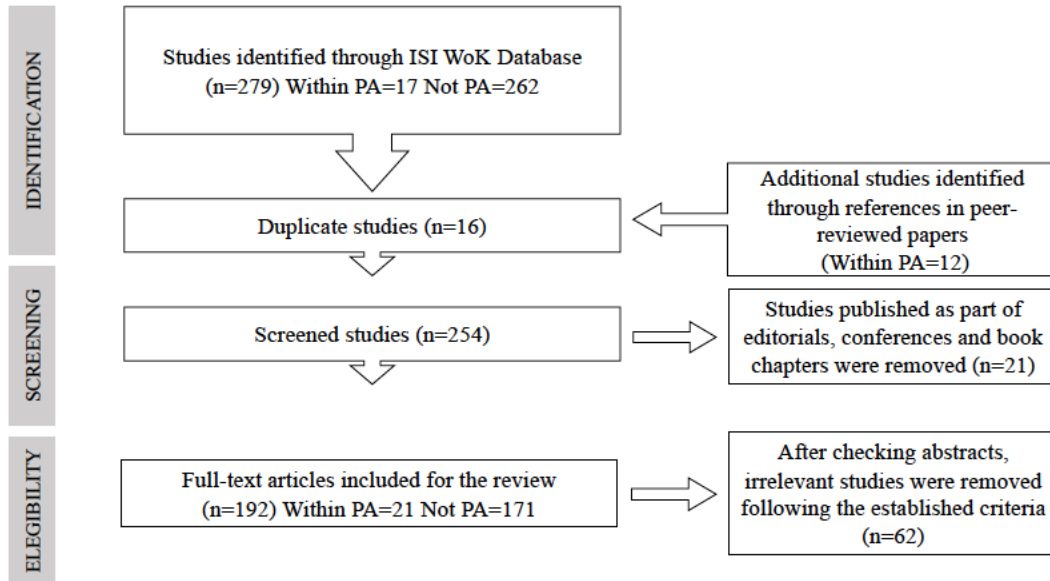 IDENTIFICATION
Studies identified through ISI WoK Database
(n=279) Within PA=17 Not PA=262
Duplicate studies (n=16)
Additional studies identified
through references in peer-
reviewed papers
(Within PA=12)
SCREENING
Screened studies (n=254)
Studies published as part of
editorials, conferences and book
chapters were removed (n=21)
ELEGIBILITY
Full-text articles included for the review
(n=192) Within PA=21 Not PA=171
After checking abstracts,
irrelevant studies were removed
following the established criteria
(n=62)